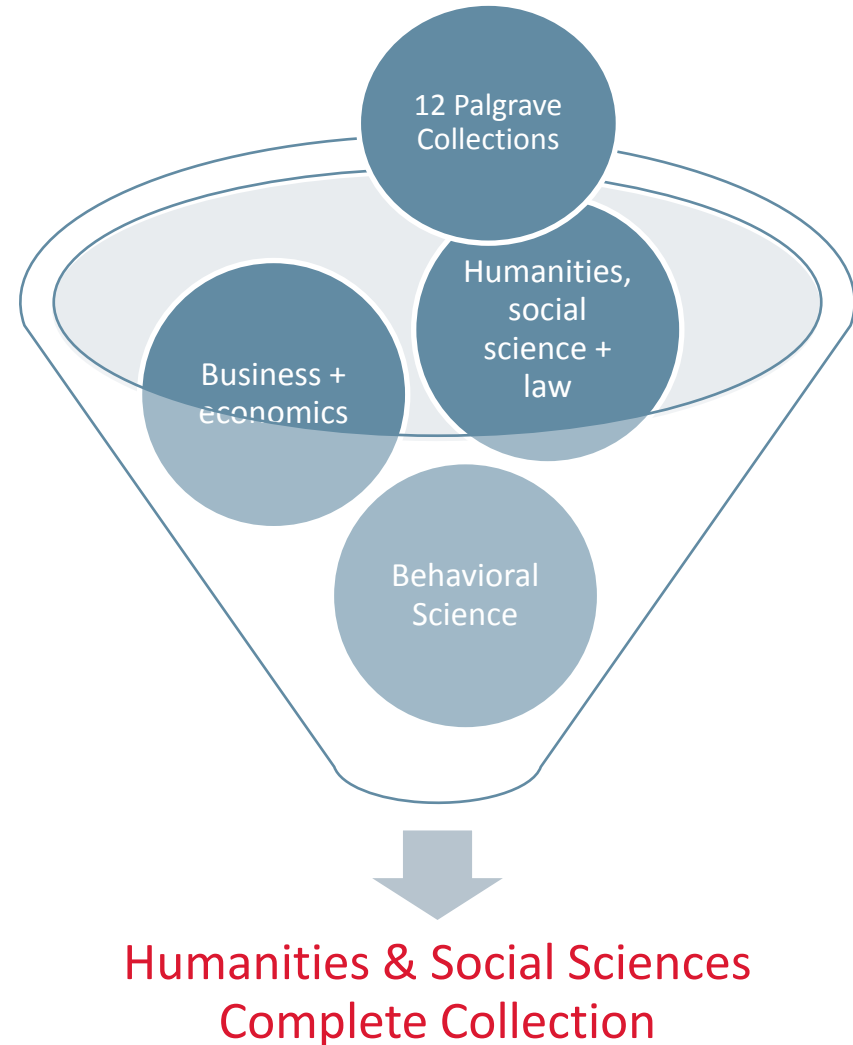 12 Palgrave
Collections
Humanities,
social
science +
law
Business +
economics
Behavioral
Science
Humanities & Social Sciences
Complete Collection